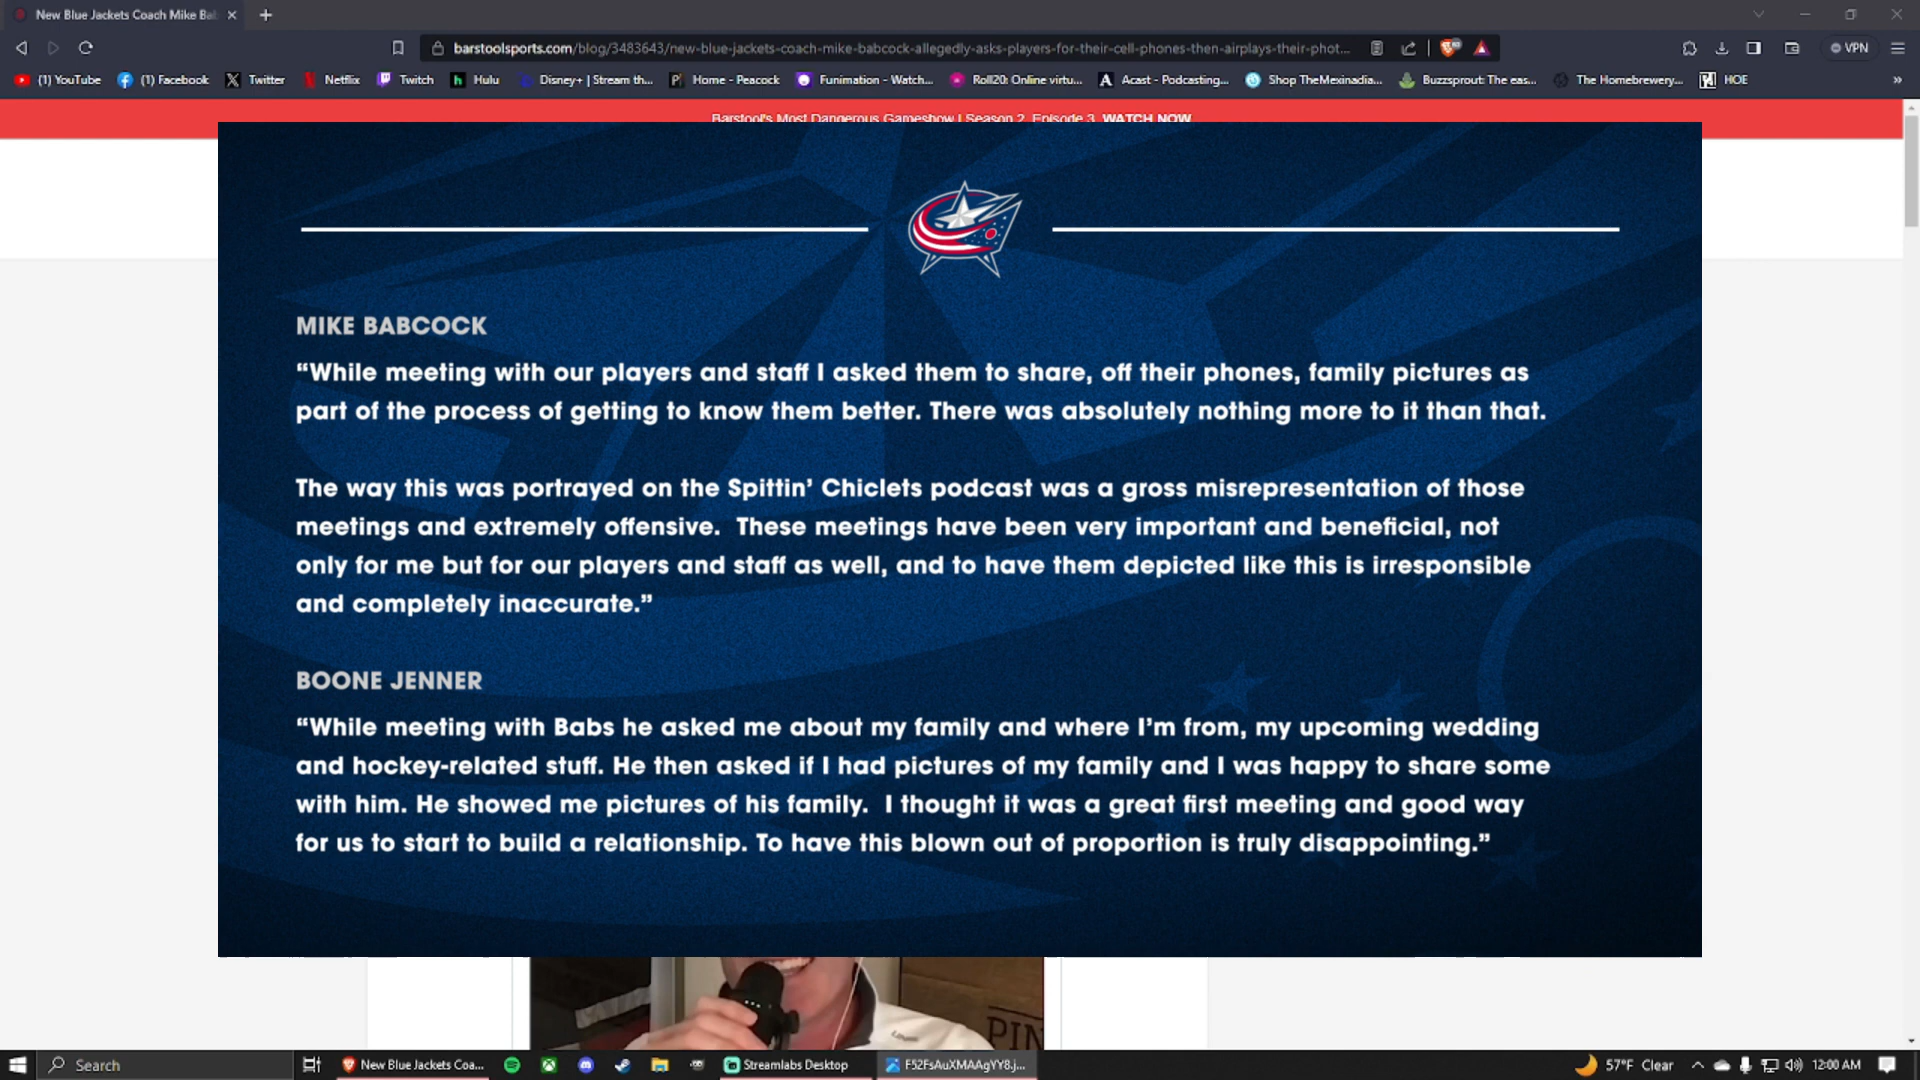 New Blue Jackets Coach Mike Bab
barstoolsports.com/blog/3483643/new-blue-jackets-coach-mike-babcock-allegedly-asks-players-for-their-cell-phones-then-airplays-their-phot...
VPN
(1) YouTube
(1) Facebook
Twitter
Netflix
Twitch
Hulu
Disney+ | Stream th...
Home - Peacock
Funimation - Watch...
Roll20: Online virtu...
Acast - Podcasting...
Shop TheMexinadia...
Buzzsprout: The eas...
The Homebrewery...
HOE
Barstool's Most Dangerous Gameshow | Season 2, Episode 3 WATCH NOW
MIKE BABCOCK
“While meeting with our players and staff I asked them to share, off their phones, family pictures as
part of the process of getting to know them better. There was absolutely nothing more to it than that.
The way this was portrayed on the Spittin’ Chiclets podcast was a gross misrepresentation of those
meetings and extremely offensive. These meetings have been very important and beneficial, not
only for me but for our players and staff as well, and to have them depicted like this is irresponsible
and completely inaccurate.”
BOONE JENNER
“While meeting with Babs he asked me about my family and where I’m from, my upcoming wedding
and hockey-related stuff. He then asked if I had pictures of my family and I was happy to share some
with him. He showed me pictures of his family. I thought it was a great first meeting and good way
for us to start to build a relationship. To have this blown out of proportion is truly disappointing.”
PIN
Search
New Blue Jackets Coa...
Streamlabs Desktop
F52FsAuXMAAgYY8.j...
57°F Clear
12:00 AM